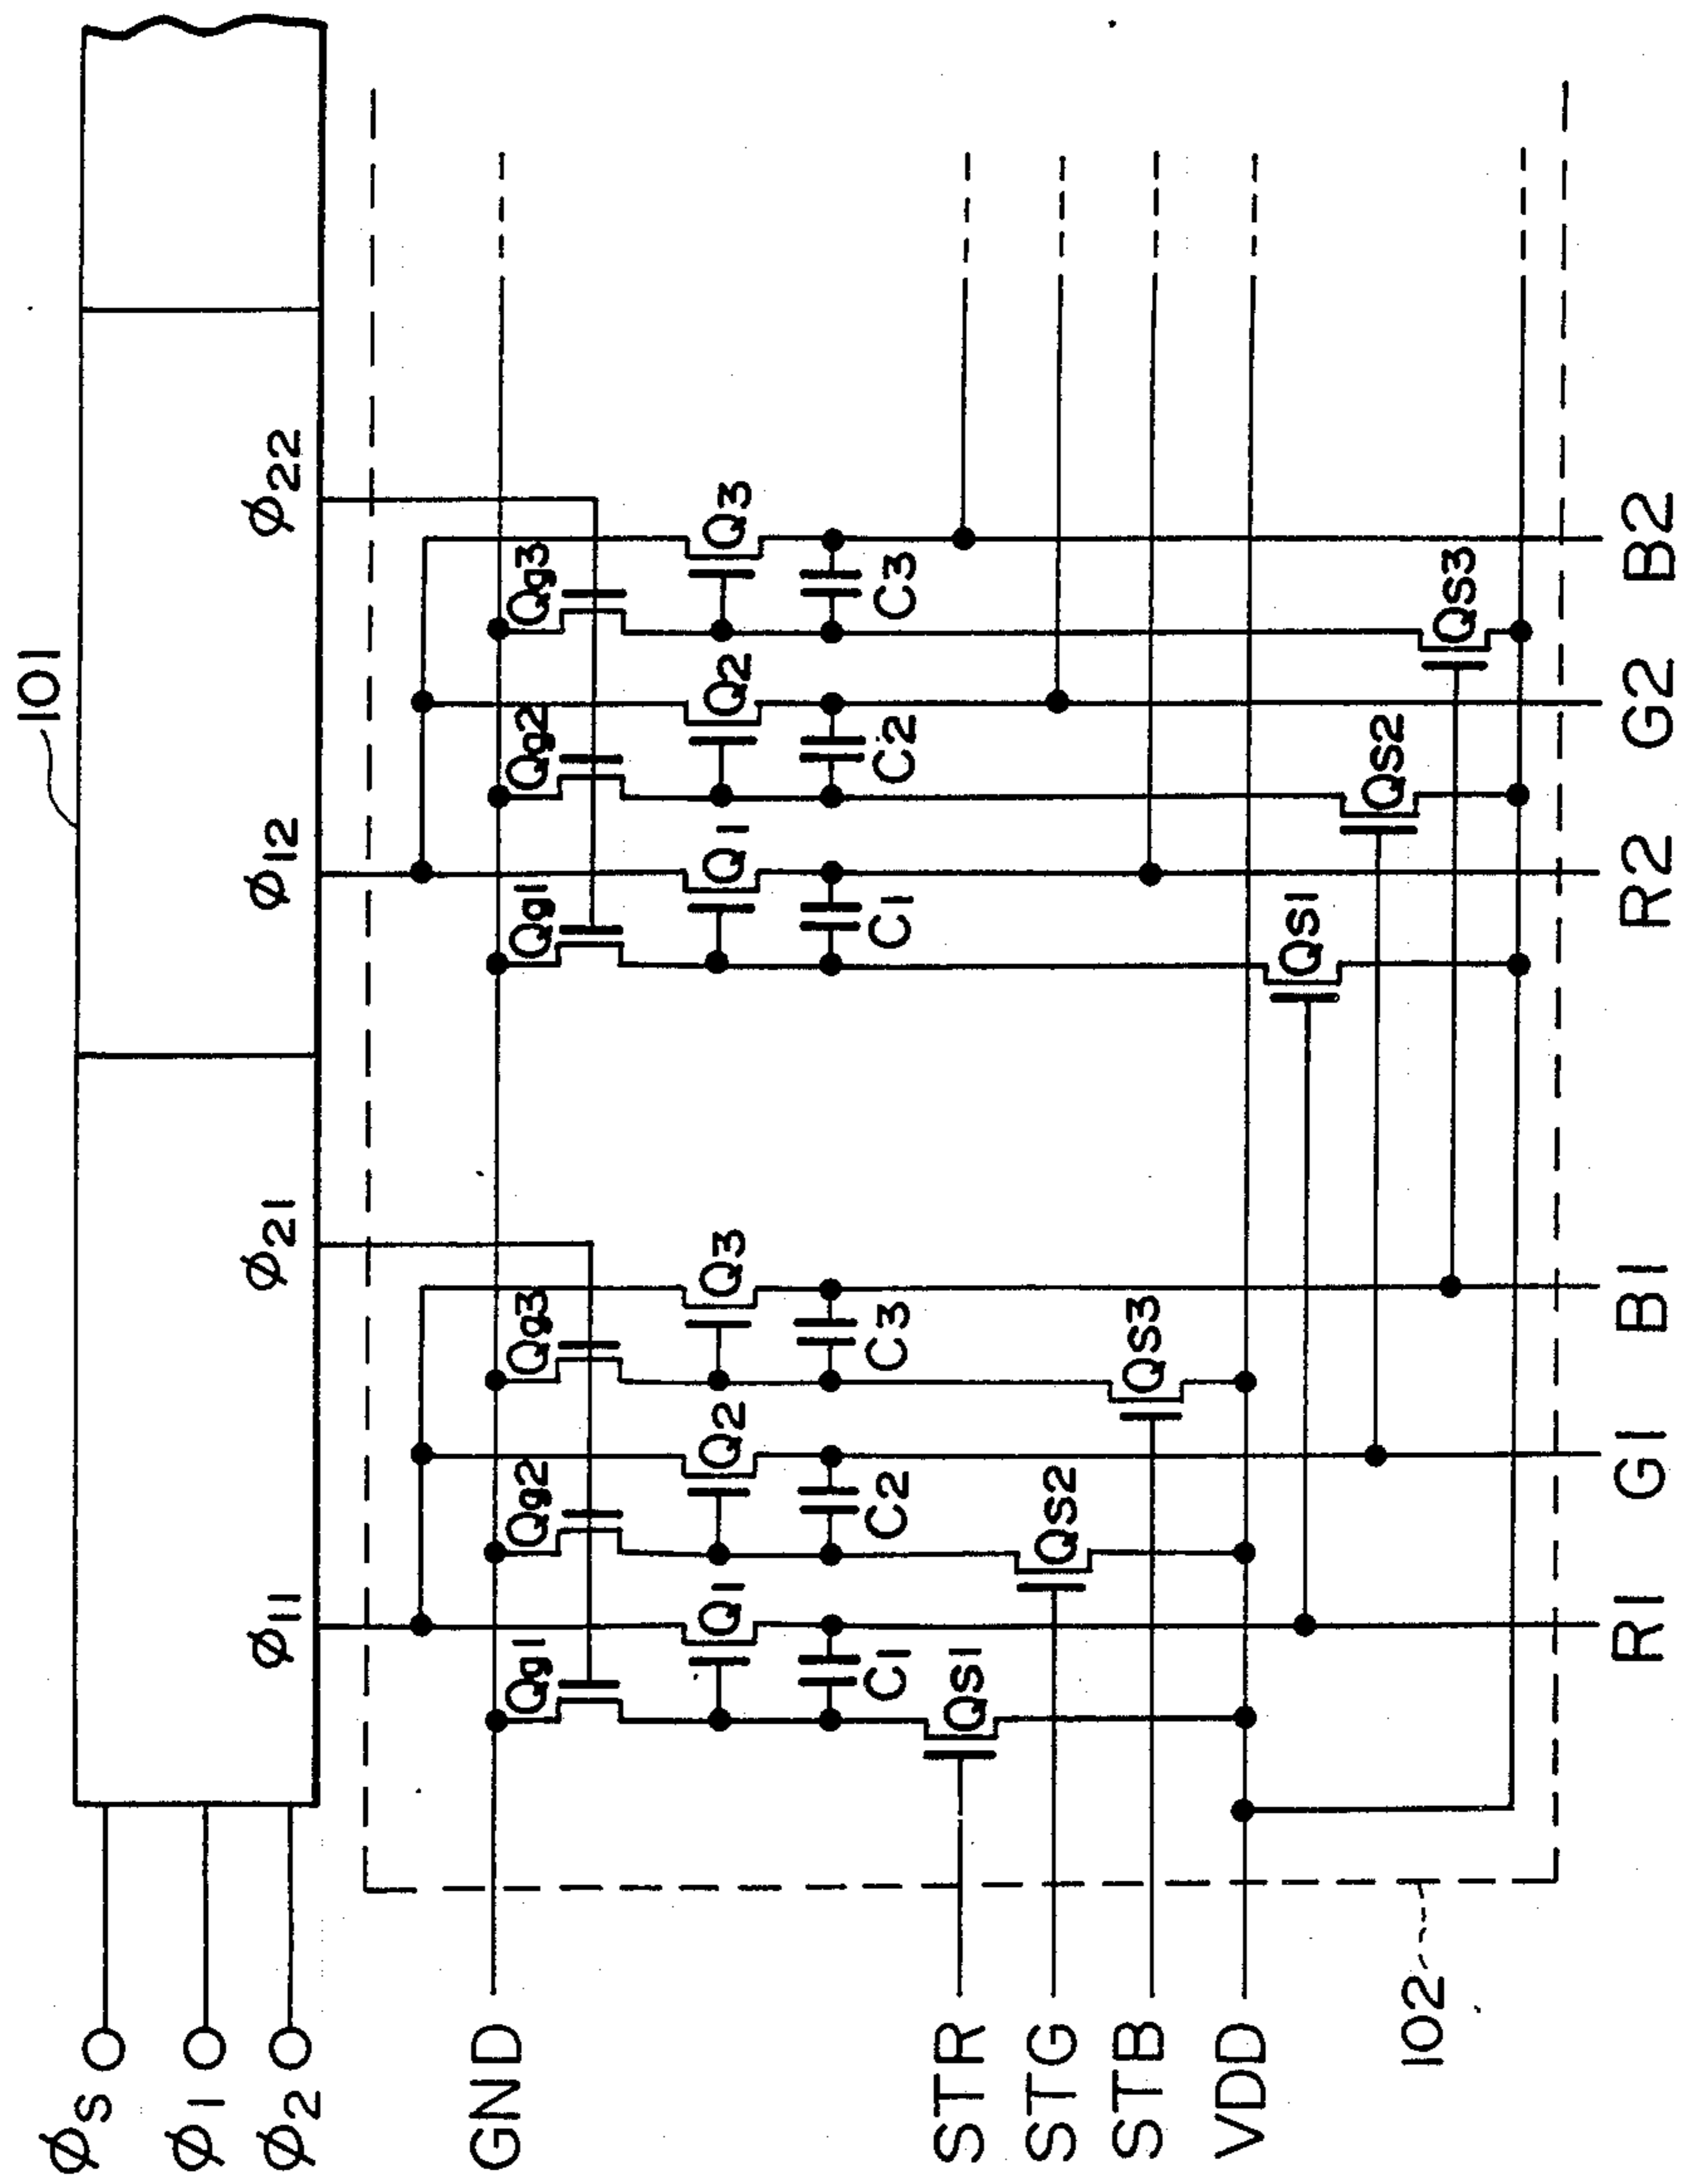 101
φS
φ1
φ2
φ11
φ21
φ12
φ22
GND
Qg1
Qg2
Qg3
Qg1
Qg2
Qg3
Q1
Q2
Q3
Q1
Q2
Q3
C1
C2
C3
C1
C2
C3
STR
QS1
STG
QS2
STB
QS3
VDD
QS1
QS2
QS3
102
R1
G1
B1
R2
G2
B2